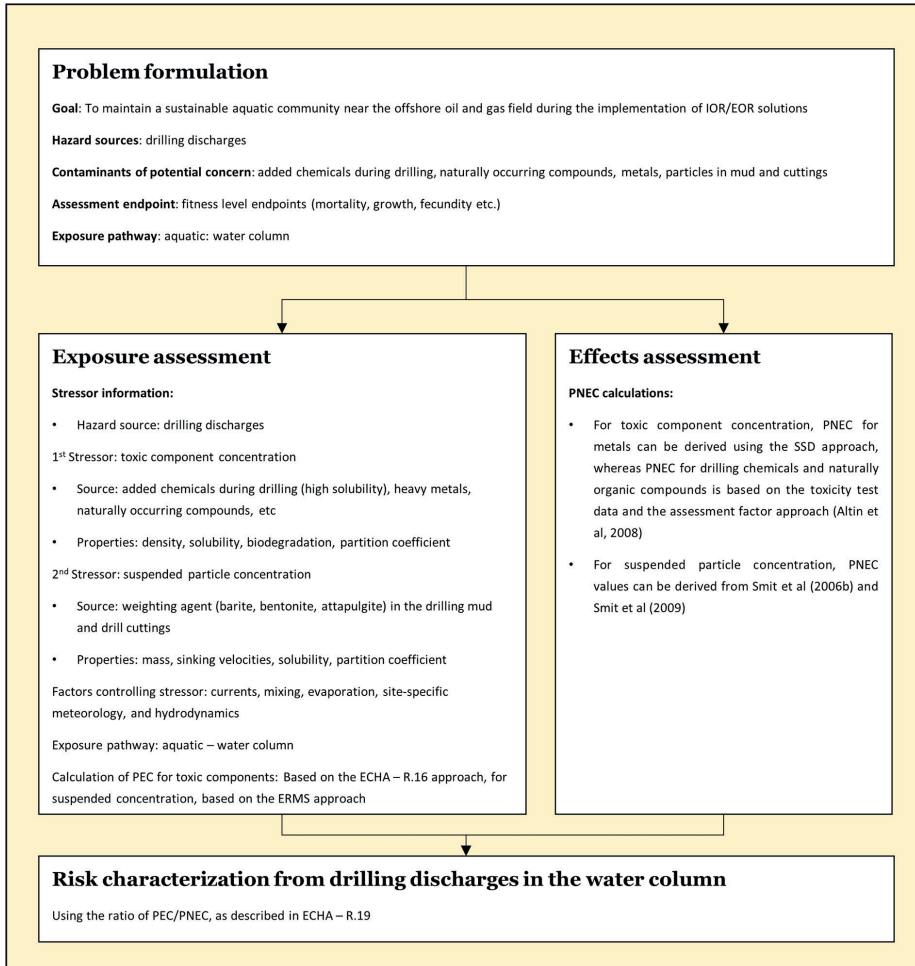 Problem formulation
Goal: To maintain a sustainable aquatic community near the offshore oil and gas field during the implementation of IOR/EOR solutions
Hazard sources: drilling discharges
Contaminants of potential concern: added chemicals during drilling, naturally occurring compounds, metals, particles in mud and cuttings
Assessment endpoint: fitness level endpoints (mortality, growth, fecundity etc.)
Exposure pathway: aquatic: water column
Exposure assessment
Stressor information:
• Hazard source: drilling discharges
1st Stressor: toxic component concentration
• Source: added chemicals during drilling (high solubility), heavy metals,
naturally occurring compounds, etc
• Properties: density, solubility, biodegradation, partition coefficient
2nd Stressor: suspended particle concentration
• Source: weighting agent (barite, bentonite, attapulgite) in the drilling mud
and drill cuttings
• Properties: mass, sinking velocities, solubility, partition coefficient
Factors controlling stressor: currents, mixing, evaporation, site-specific
meteorology, and hydrodynamics
Exposure pathway: aquatic – water column
Calculation of PEC for toxic components: Based on the ECHA – R.16 approach, for
suspended concentration, based on the ERMS approach
Effects assessment
PNEC calculations:
• For toxic component concentration, PNEC for
metals can be derived using the SSD approach,
whereas PNEC for drilling chemicals and naturally
organic compounds is based on the toxicity test
data and the assessment factor approach (Altin
et al, 2008)
• For suspended particle concentration, PNEC
values can be derived from Smit et al (2006b) and
Smit et al (2009)
Risk characterization from drilling discharges in the water column
Using the ratio of PEC/PNEC, as described in ECHA – R.19